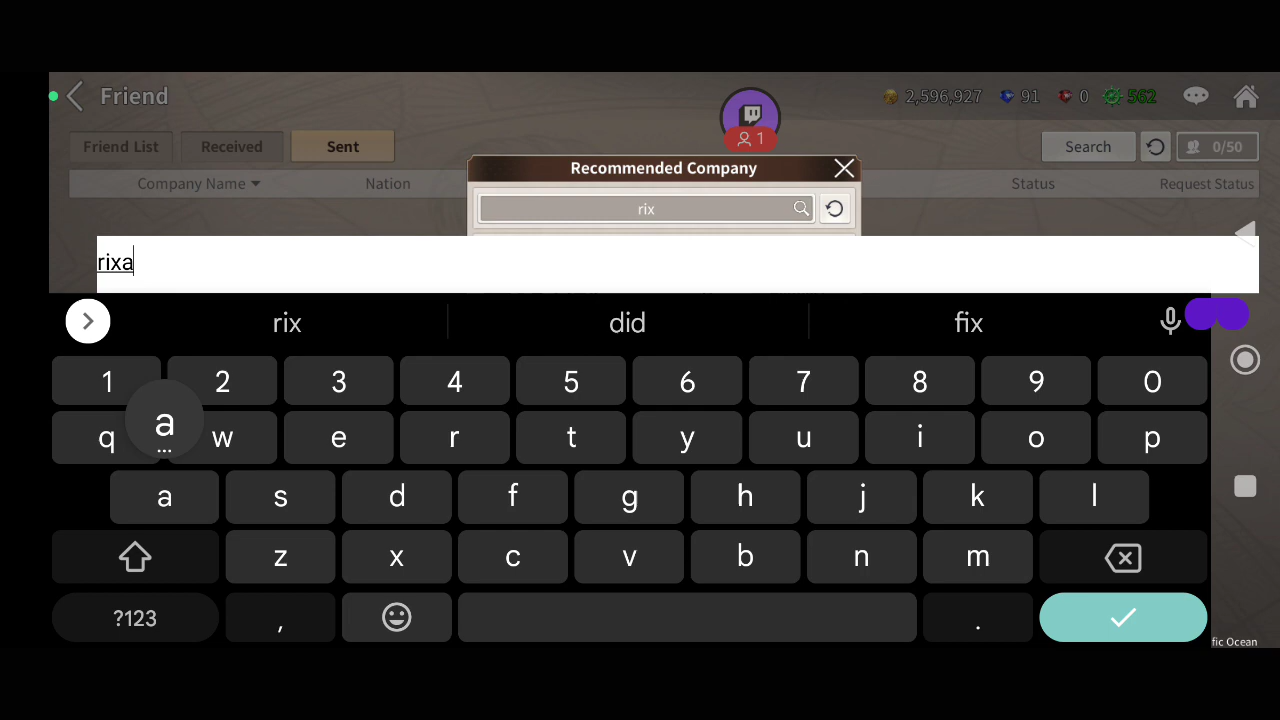 Friend
2,596,927 91 0 562
1
Friend List Received Sent Search 0/50
Company Name Nation Status Request Status
Recommended Company
rix
rixa
rix did fix
1 2 3 4 5 6 7 8 9 0
a
q w e r t y u i o p
a s d f g h j k l
z x c v b n m
?123 , .
fic Ocean